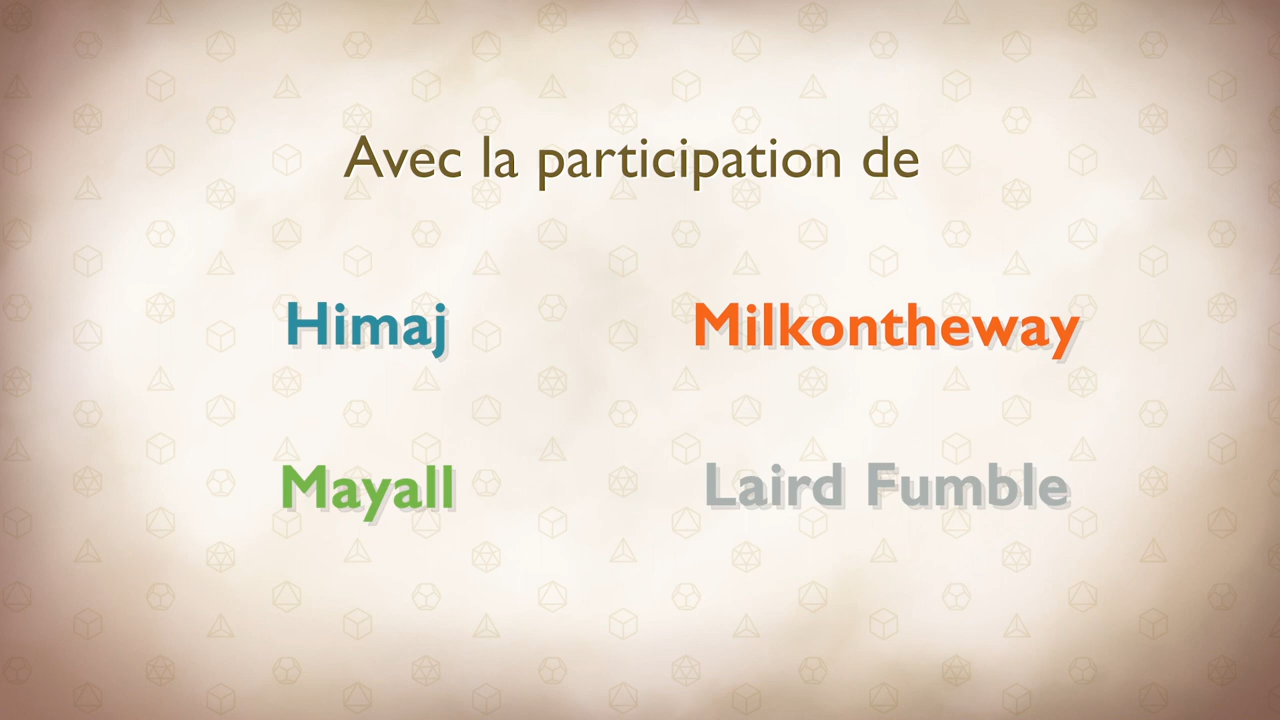 Avec la participation de
Himaj
Milkontheway
Mayall
Laird Fumble